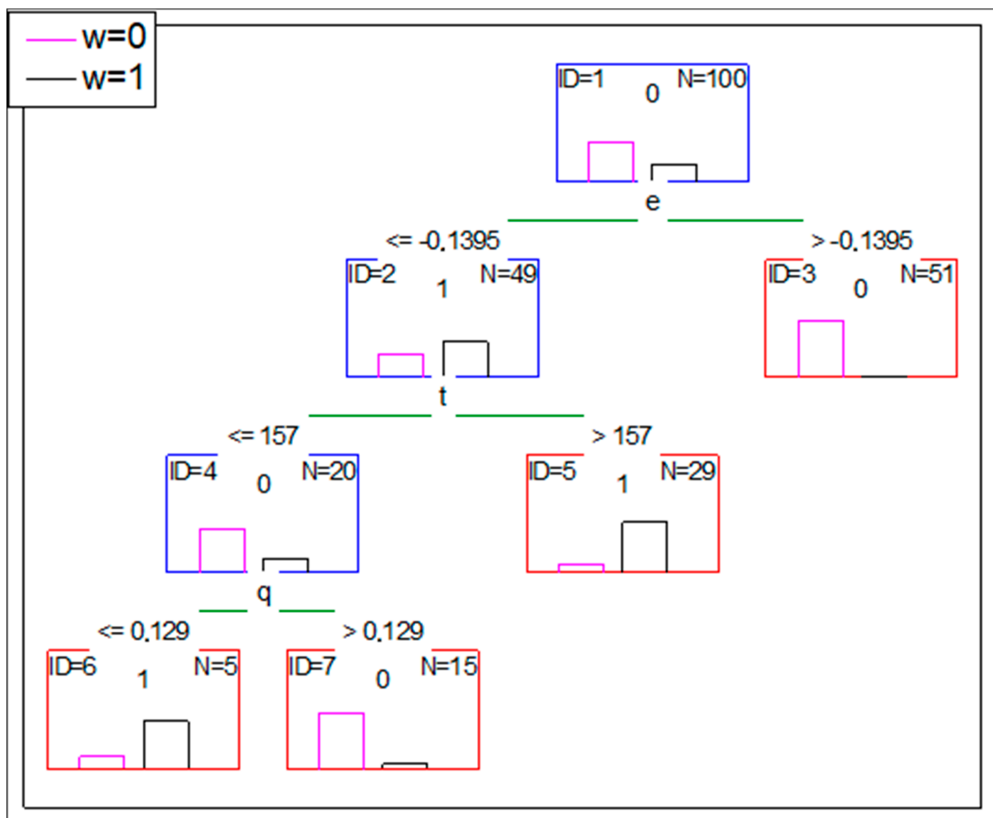 w=0
w=1
ID=1 0 N=100
e
<= -0.1395 > -0.1395
ID=2 1 N=49 ID=3 0 N=51
t
<= 157 > 157
ID=4 0 N=20 ID=5 1 N=29
q
<= 0.129 > 0.129
ID=6 1 N=5 ID=7 0 N=15